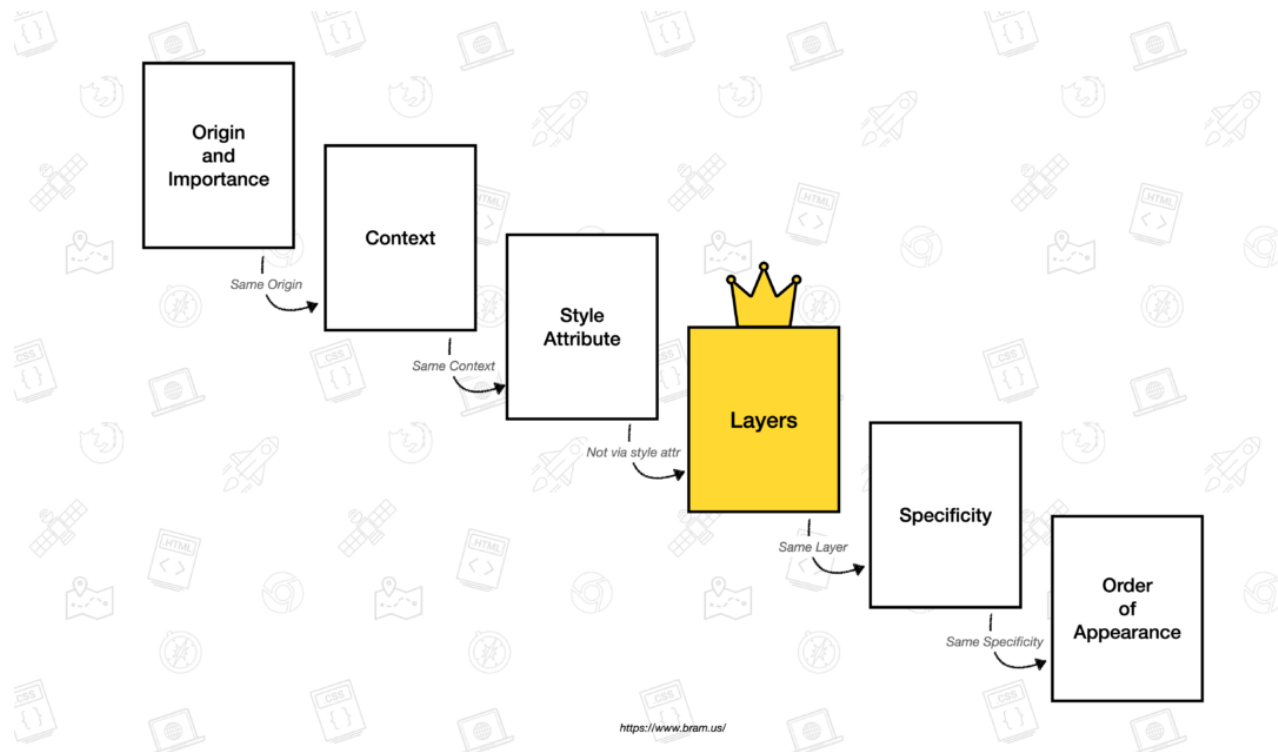 Origin
and
Importance
Same Origin
Context
Same Context
Style
Attribute
Not via style attr
Layers
Same Layer
Specificity
Same Specificity
Order
of
Appearance
https://www.bram.us/